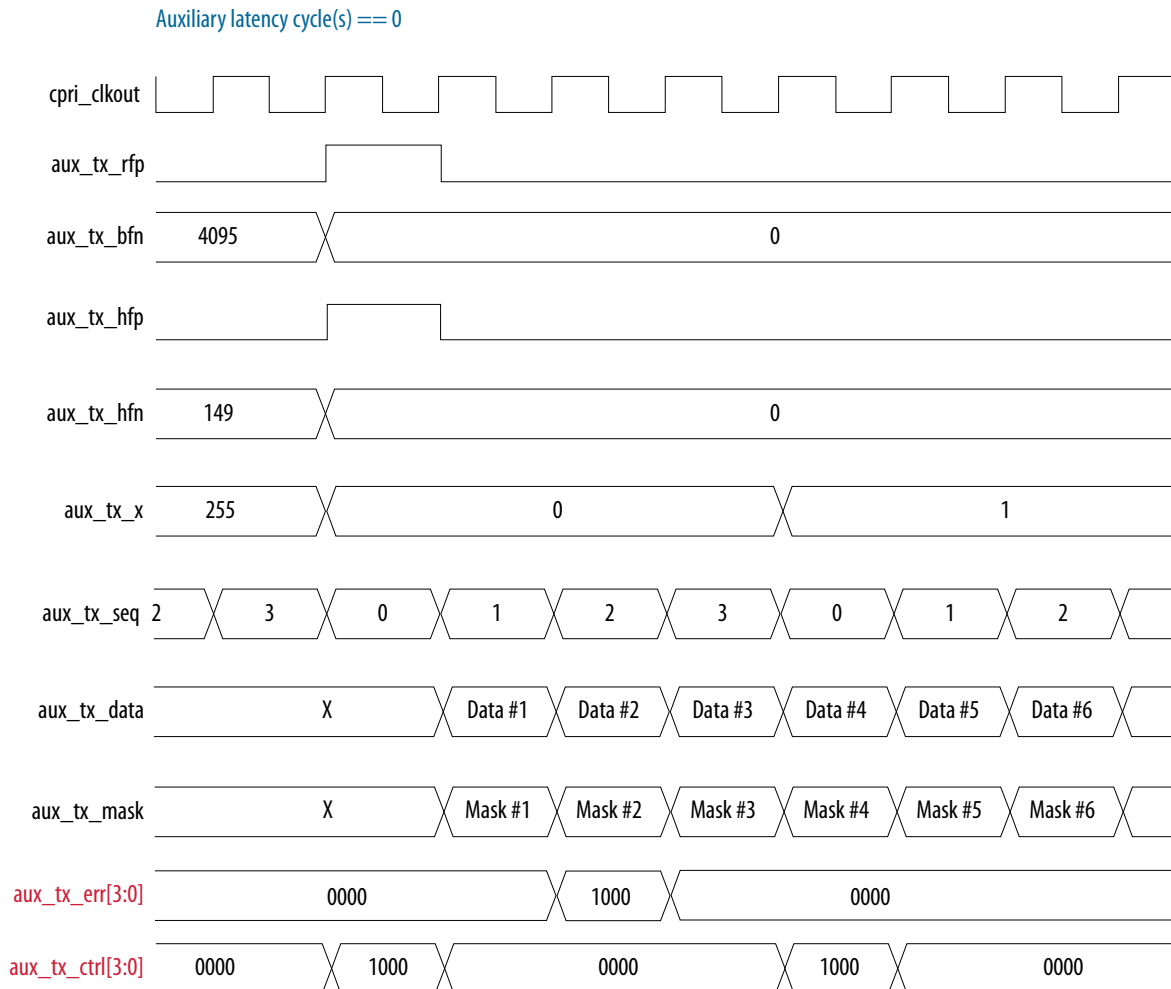 Auxiliary latency cycle(s) == 0
cpri_clkout
aux_tx_rfp
aux_tx_bfn 4095 0
aux_tx_hfp
aux_tx_hfn 149 0
aux_tx_x 255 0 1
aux_tx_seq 2 3 0 1 2 3 0 1 2
aux_tx_data X Data #1 Data #2 Data #3 Data #4 Data #5 Data #6
aux_tx_mask X Mask #1 Mask #2 Mask #3 Mask #4 Mask #5 Mask #6
aux_tx_err[3:0] 0000 1000 0000
aux_tx_ctrl[3:0] 0000 1000 0000 1000 0000